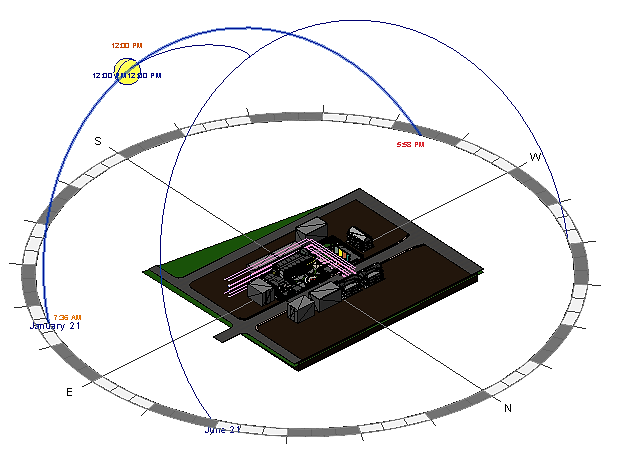 12:00 PM
12:00 PM 12:00 PM
S
5:58 PM
W
7:36 AM
January 21
E
N
June 21